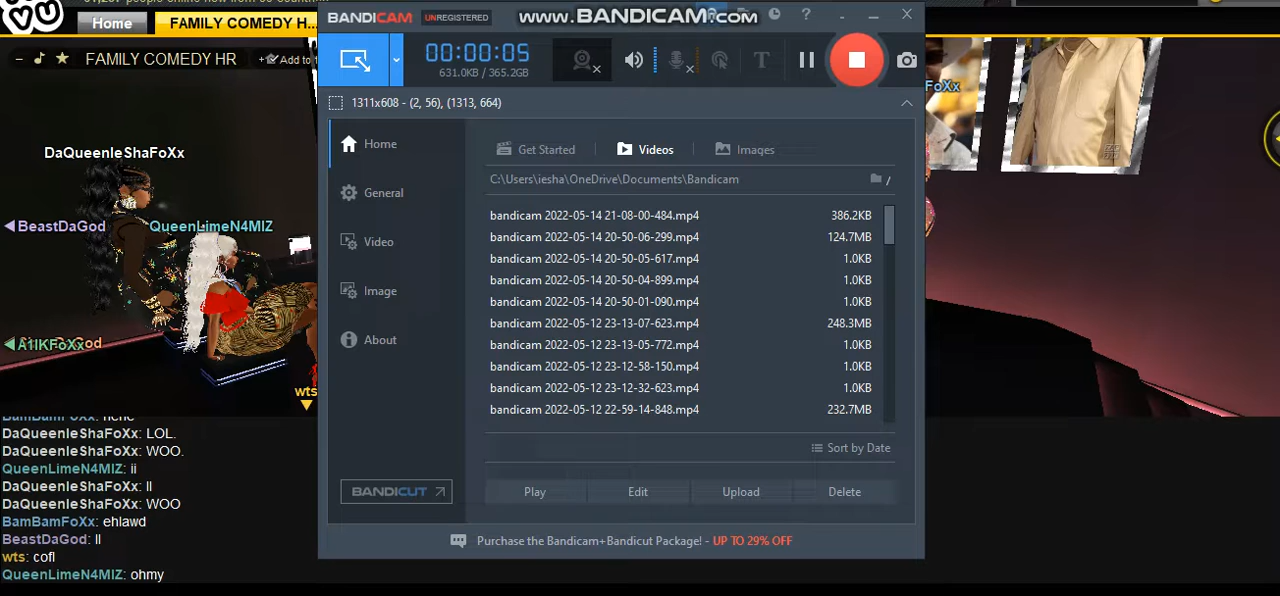 Home
FAMILY COMEDY H...
FAMILY COMEDY HR
Add to
DaQueenIeShaFoXx
BeastDaGod
QueenLimeN4MIZ
wts
DaQueenIeShaFoXx: LOL.
DaQueenIeShaFoXx: WOO.
QueenLimeN4MIZ: ii
DaQueenIeShaFoXx: ll
DaQueenIeShaFoXx: WOO
BamBamFoXx: ehlawd
BeastDaGod: ll
wts: cofl
QueenLimeN4MIZ: ohmy
BANDICAM UNREGISTERED
www.BANDICAM.com
00:00:05
631.0KB / 365.2GB
1311x608 - (2, 56), (1313, 664)
Home
General
Video
Image
About
BANDICUT
Get Started
Videos
Images
C:\Users\iesha\OneDrive\Documents\Bandicam
bandicam 2022-05-14 21-08-00-484.mp4 386.2KB
bandicam 2022-05-14 20-50-06-299.mp4 124.7MB
bandicam 2022-05-14 20-50-05-617.mp4 1.0KB
bandicam 2022-05-14 20-50-04-899.mp4 1.0KB
bandicam 2022-05-14 20-50-01-090.mp4 1.0KB
bandicam 2022-05-12 23-13-07-623.mp4 248.3MB
bandicam 2022-05-12 23-13-05-772.mp4 1.0KB
bandicam 2022-05-12 23-12-58-150.mp4 1.0KB
bandicam 2022-05-12 23-12-32-623.mp4 1.0KB
bandicam 2022-05-12 22-59-14-848.mp4 232.7MB
Sort by Date
Play
Edit
Upload
Delete
Purchase the Bandicam+Bandicut Package! - UP TO 29% OFF